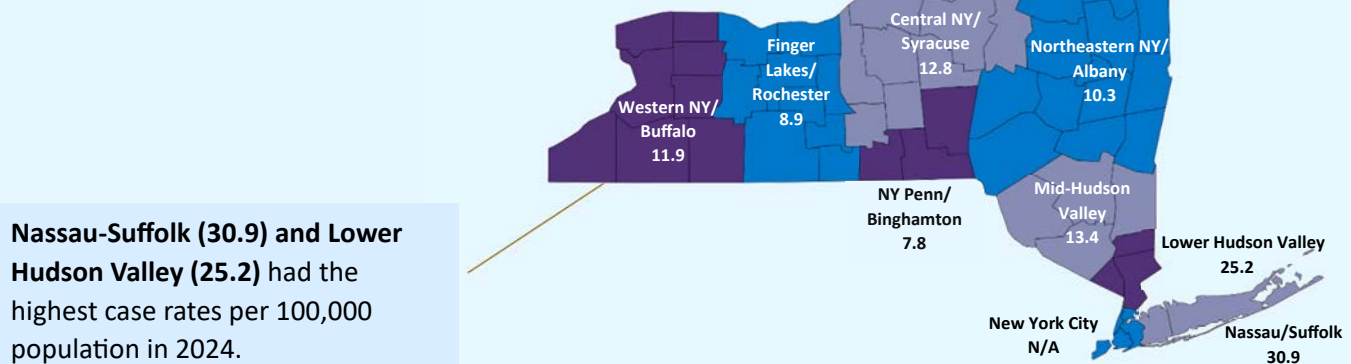 Central NY/
Syracuse
12.8
Northeastern NY/
Albany
10.3
Finger
Lakes/
Rochester
8.9
Western NY/
Buffalo
11.9
NY Penn/
Binghamton
7.8
Mid-Hudson
Valley
13.4
Lower Hudson Valley
25.2
New York City
N/A
Nassau/Suffolk
30.9
Nassau-Suffolk (30.9) and Lower
Hudson Valley (25.2) had the
highest case rates per 100,000
population in 2024.